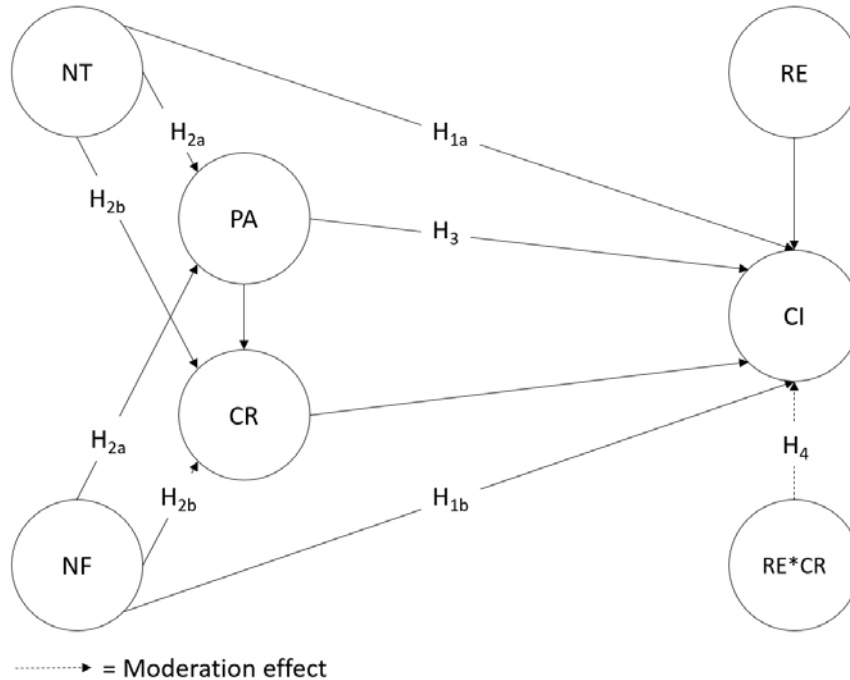 NT
RE
H2a
H1a
H2b
PA
H3
CI
CR
H2a
H4
H2b
H1b
NF
RE*CR
= Moderation effect